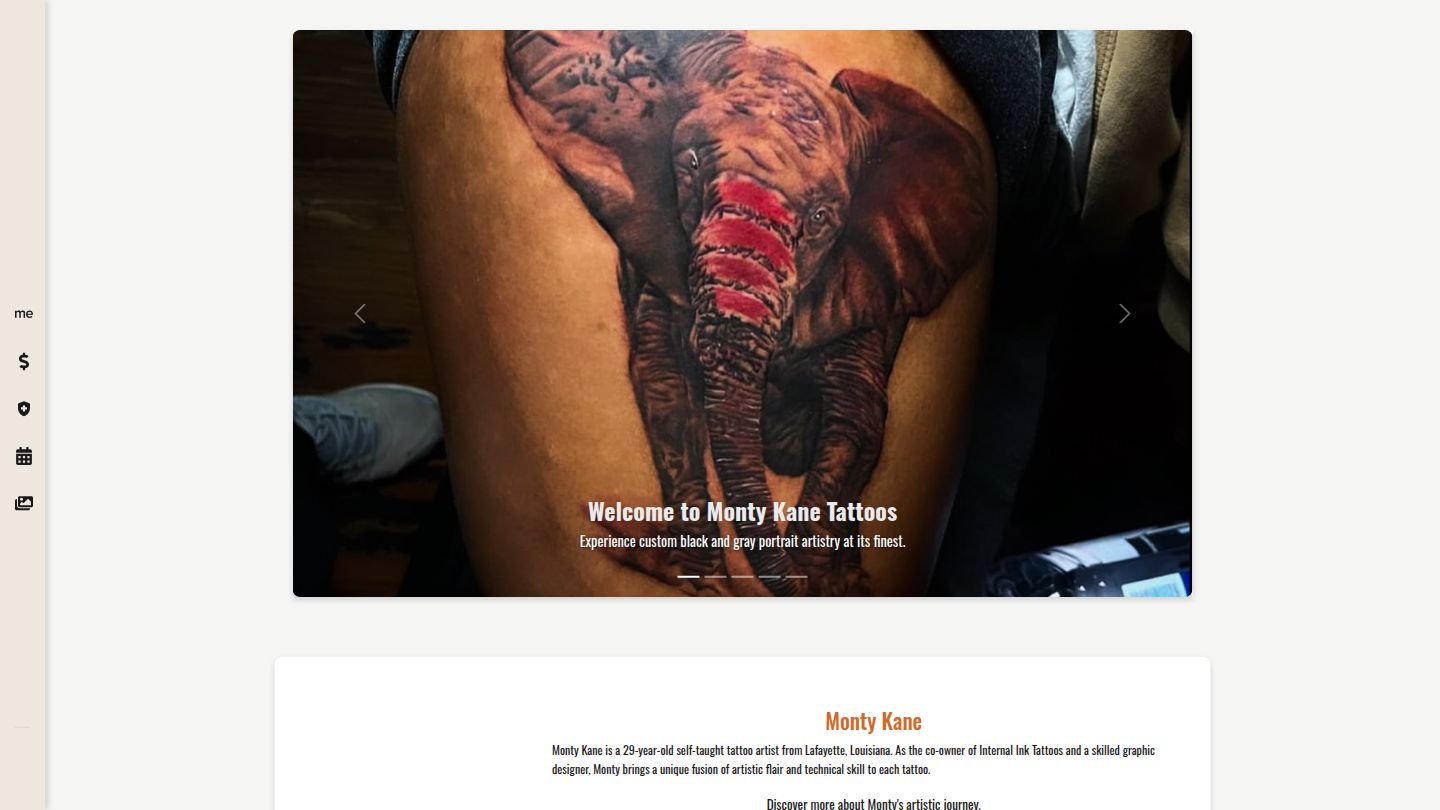 me
Welcome to Monty Kane Tattoos
Experience custom black and gray portrait artistry at its finest.
Monty Kane
Monty Kane is a 29-year-old self-taught tattoo artist from Lafayette, Louisiana. As the co-owner of Internal Ink Tattoos and a skilled graphic
designer, Monty brings a unique fusion of artistic flair and technical skill to each tattoo.
Discover more about Monty's artistic journey.